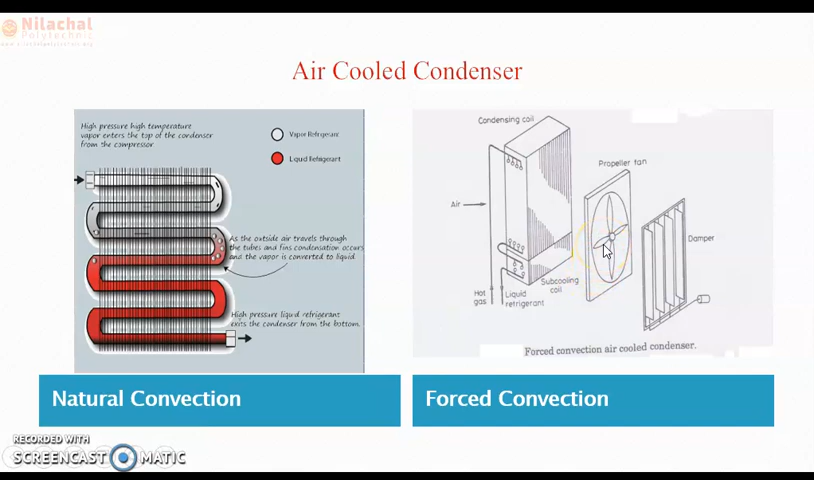 Nilachal
Polytechnic
Air Cooled Condenser
High pressure high temperature
vapor enters the top of the condenser
from the compressor
Vapor Refrigerant
Liquid Refrigerant
As the outside air travels through
the tubes and fins condensation occurs
and the vapor is converted to liquid
High pressure liquid refrigerant
exits the condenser from the bottom.
Natural Convection
Condensing coil
Propeller fan
Air
Damper
Subcooling
coil
Hot
gas
Liquid
refrigerant
Forced convection air cooled condenser.
Forced Convection
RECORDED WITH
SCREENCAST MATIC